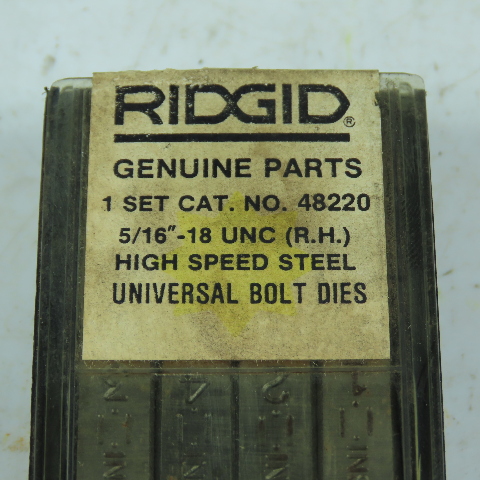 RIDGID®
GENUINE PARTS
1 SET CAT. NO. 48220
5/16″-18 UNC (R.H.)
HIGH SPEED STEEL
UNIVERSAL BOLT DIES